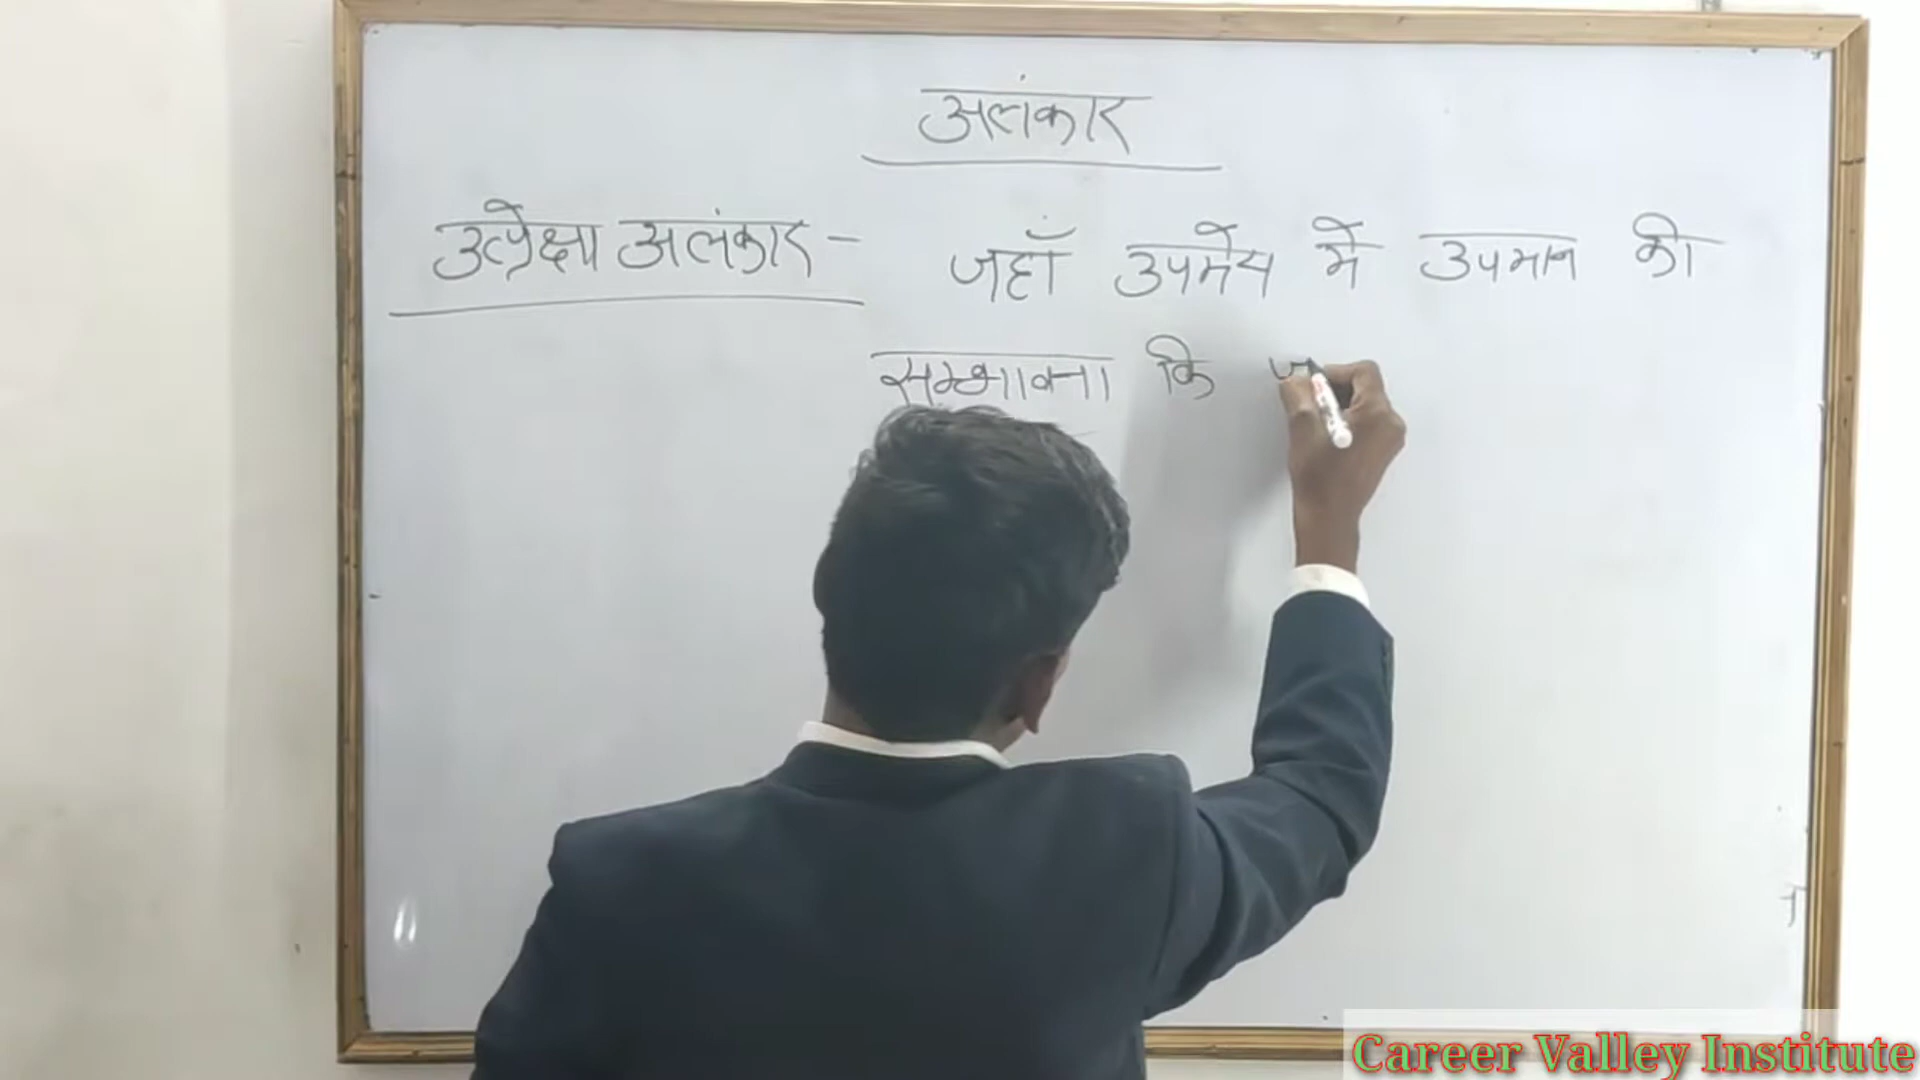 अलंकार
उत्प्रेक्षा अलंकार - जहाँ उपमेय में उपमान की
सम्भावना कि
Career Valley Institute